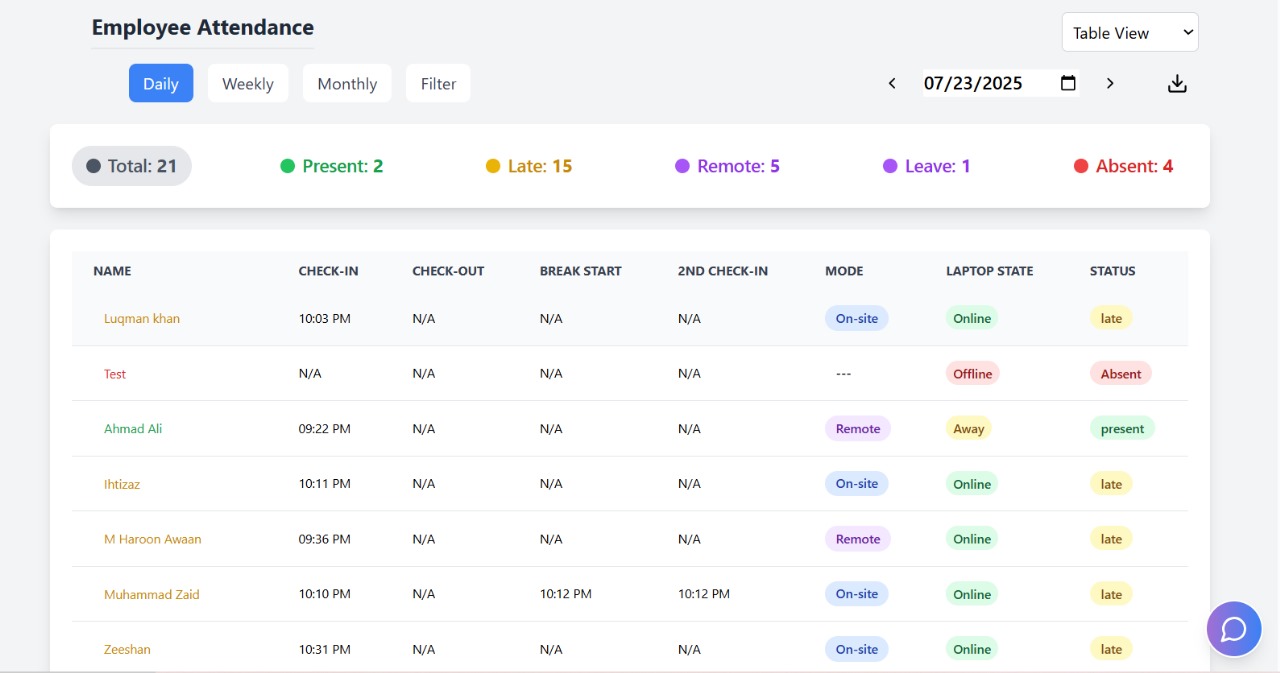 Employee Attendance
Table View
Daily Weekly Monthly Filter
07/23/2025
Total: 21 Present: 2 Late: 15 Remote: 5 Leave: 1 Absent: 4
NAME CHECK-IN CHECK-OUT BREAK START 2ND CHECK-IN MODE LAPTOP STATE STATUS
Luqman khan 10:03 PM N/A N/A N/A On-site Online late
Test N/A N/A N/A N/A --- Offline Absent
Ahmad Ali 09:22 PM N/A N/A N/A Remote Away present
Ihtizaz 10:11 PM N/A N/A N/A On-site Online late
M Haroon Awaan 09:36 PM N/A N/A N/A Remote Online late
Muhammad Zaid 10:10 PM N/A 10:12 PM 10:12 PM On-site Online late
Zeeshan 10:31 PM N/A N/A N/A On-site Online late